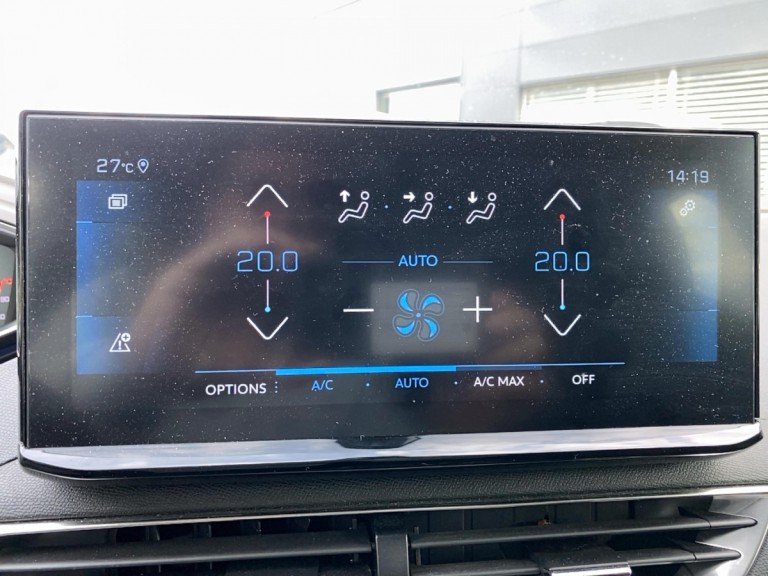 27°C 14:19
20.0 AUTO 20.0
OPTIONS A/C AUTO A/C MAX OFF